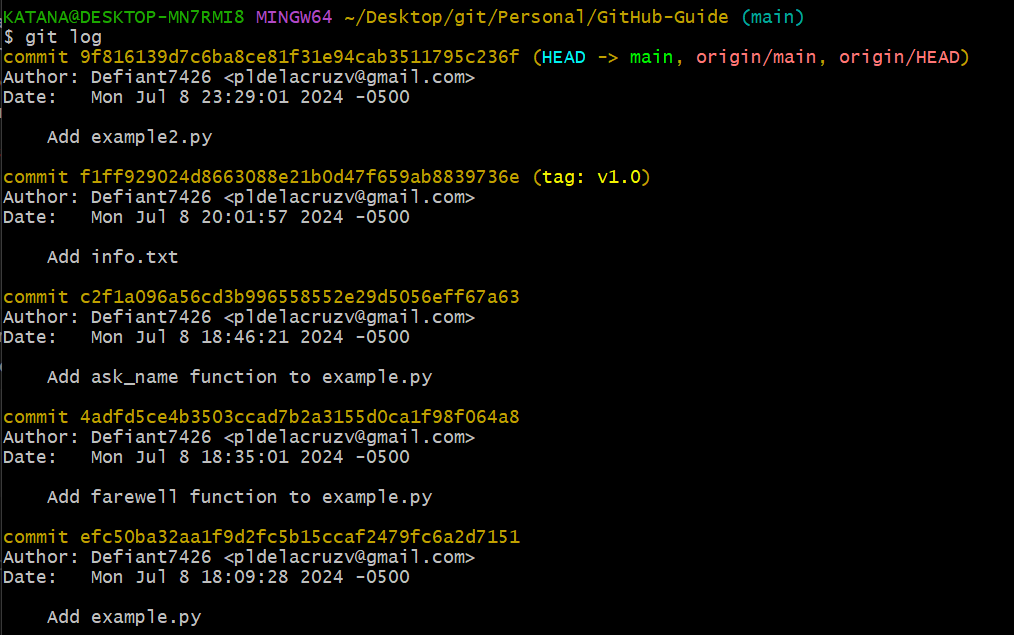 KATANA@DESKTOP-MN7RMI8 MINGW64 ~/Desktop/git/Personal/GitHub-Guide (main)
$ git log
commit 9f816139d7c6ba8ce81f31e94cab3511795c236f (HEAD -> main, origin/main, origin/HEAD)
Author: Defiant7426 <pldelacruzv@gmail.com>
Date:   Mon Jul 8 23:29:01 2024 -0500

    Add example2.py

commit f1ff929024d8663088e21b0d47f659ab8839736e (tag: v1.0)
Author: Defiant7426 <pldelacruzv@gmail.com>
Date:   Mon Jul 8 20:01:57 2024 -0500

    Add info.txt

commit c2f1a096a56cd3b996558552e29d5056eff67a63
Author: Defiant7426 <pldelacruzv@gmail.com>
Date:   Mon Jul 8 18:46:21 2024 -0500

    Add ask_name function to example.py

commit 4adfd5ce4b3503ccad7b2a3155d0ca1f98f064a8
Author: Defiant7426 <pldelacruzv@gmail.com>
Date:   Mon Jul 8 18:35:01 2024 -0500

    Add farewell function to example.py

commit efc50ba32aa1f9d2fc5b15ccaf2479fc6a2d7151
Author: Defiant7426 <pldelacruzv@gmail.com>
Date:   Mon Jul 8 18:09:28 2024 -0500

    Add example.py